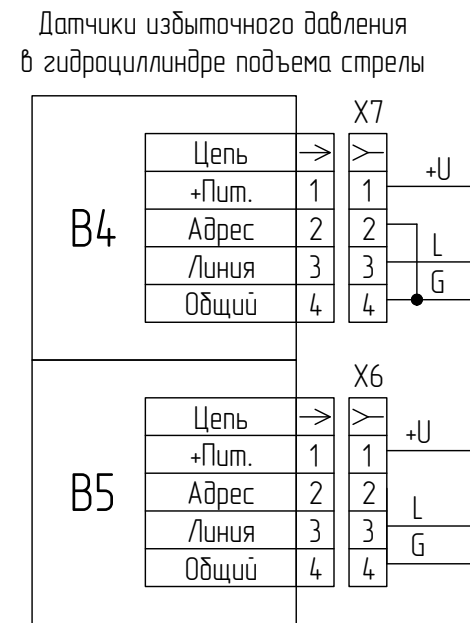 Датчики избыточного давления
в гидроциллиндре подъема стрелы
X7
B4
Цепь
+Пит. 1 1 +U
Адрес 2 2
Линия 3 3 L
Общий 4 4 G
X6
B5
Цепь
+Пит. 1 1 +U
Адрес 2 2
Линия 3 3 L
Общий 4 4 G